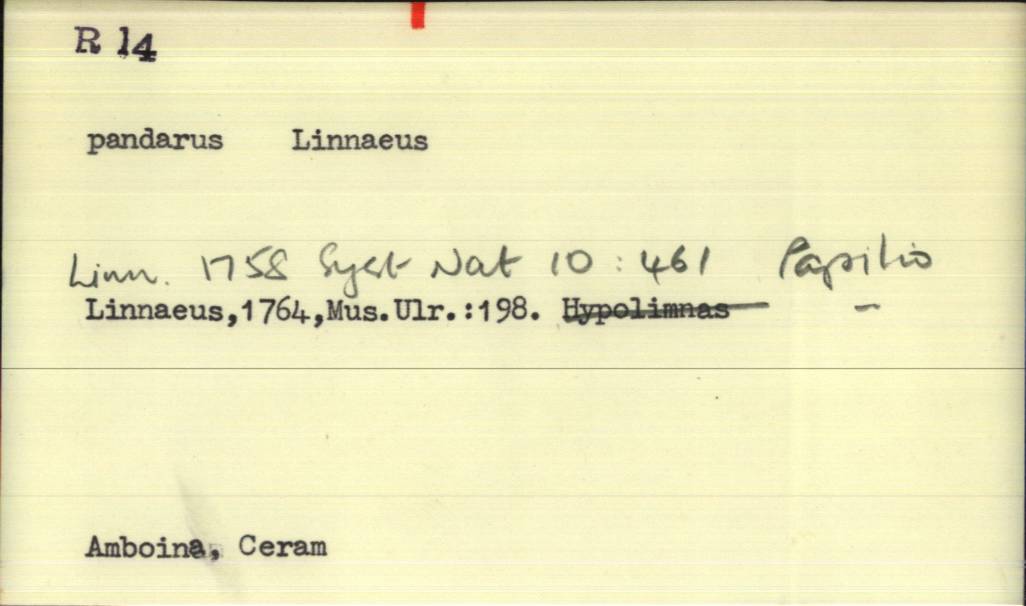 R 14
pandarus Linnaeus
Linn. 1758 Syst Nat 10 : 461 Papilio
Linnaeus,1764,Mus.Ulr.:198. Hypolimnas —
Amboina, Ceram